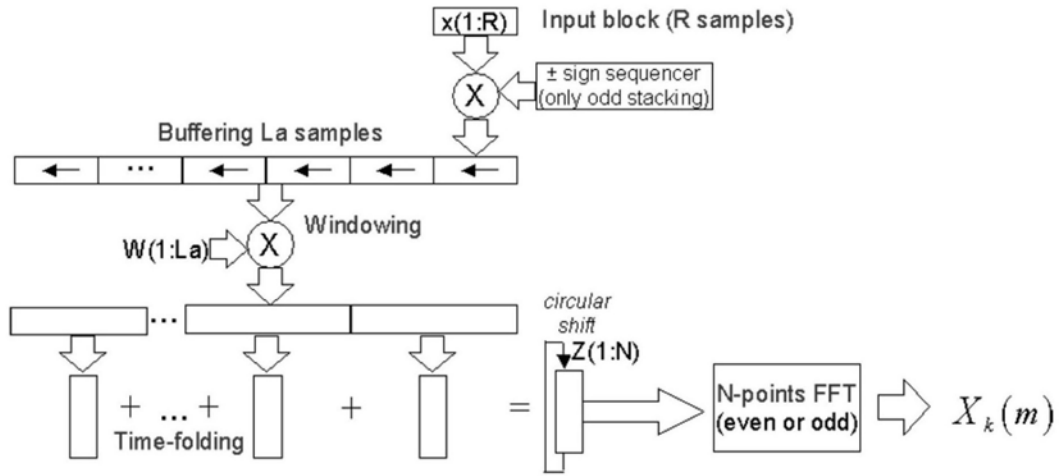 x(1:R)
Input block (R samples)
± sign sequencer
(only odd stacking)
X
Buffering La samples
...
Windowing
W(1:La)
X
...
circular
shift
Z(1:N)
+ ... + + =
Time-folding
N-points FFT
(even or odd)
X_k(m)